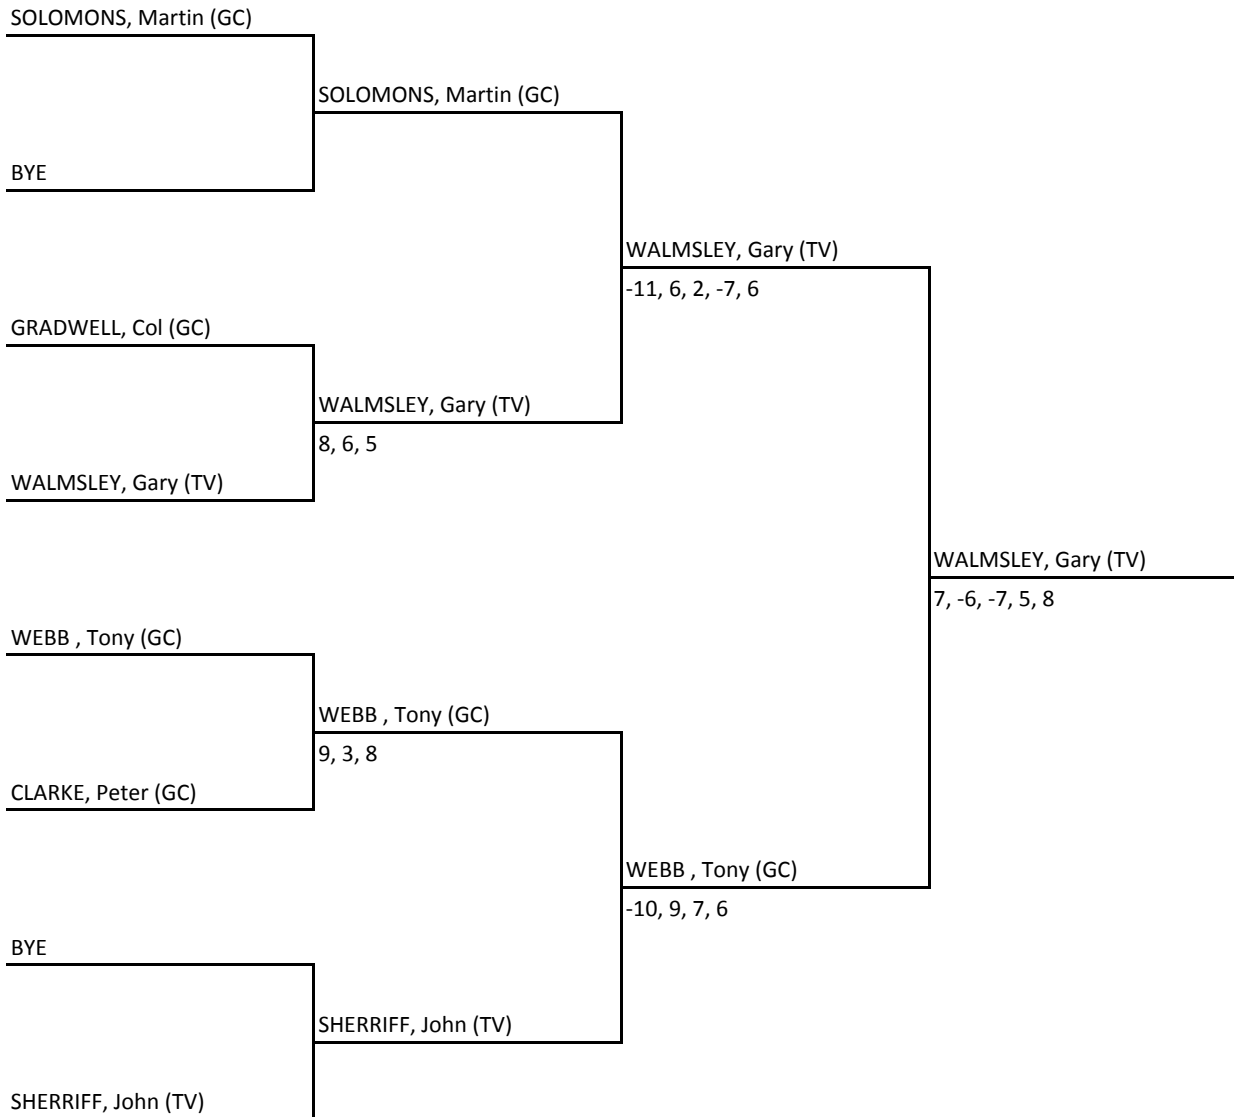 SOLOMONS, Martin (GC)
SOLOMONS, Martin (GC)
BYE
WALMSLEY, Gary (TV)
-11, 6, 2, -7, 6
GRADWELL, Col (GC)
WALMSLEY, Gary (TV)
8, 6, 5
WALMSLEY, Gary (TV)
WALMSLEY, Gary (TV)
7, -6, -7, 5, 8
WEBB , Tony (GC)
WEBB , Tony (GC)
9, 3, 8
CLARKE, Peter (GC)
WEBB , Tony (GC)
-10, 9, 7, 6
BYE
SHERRIFF, John (TV)
SHERRIFF, John (TV)